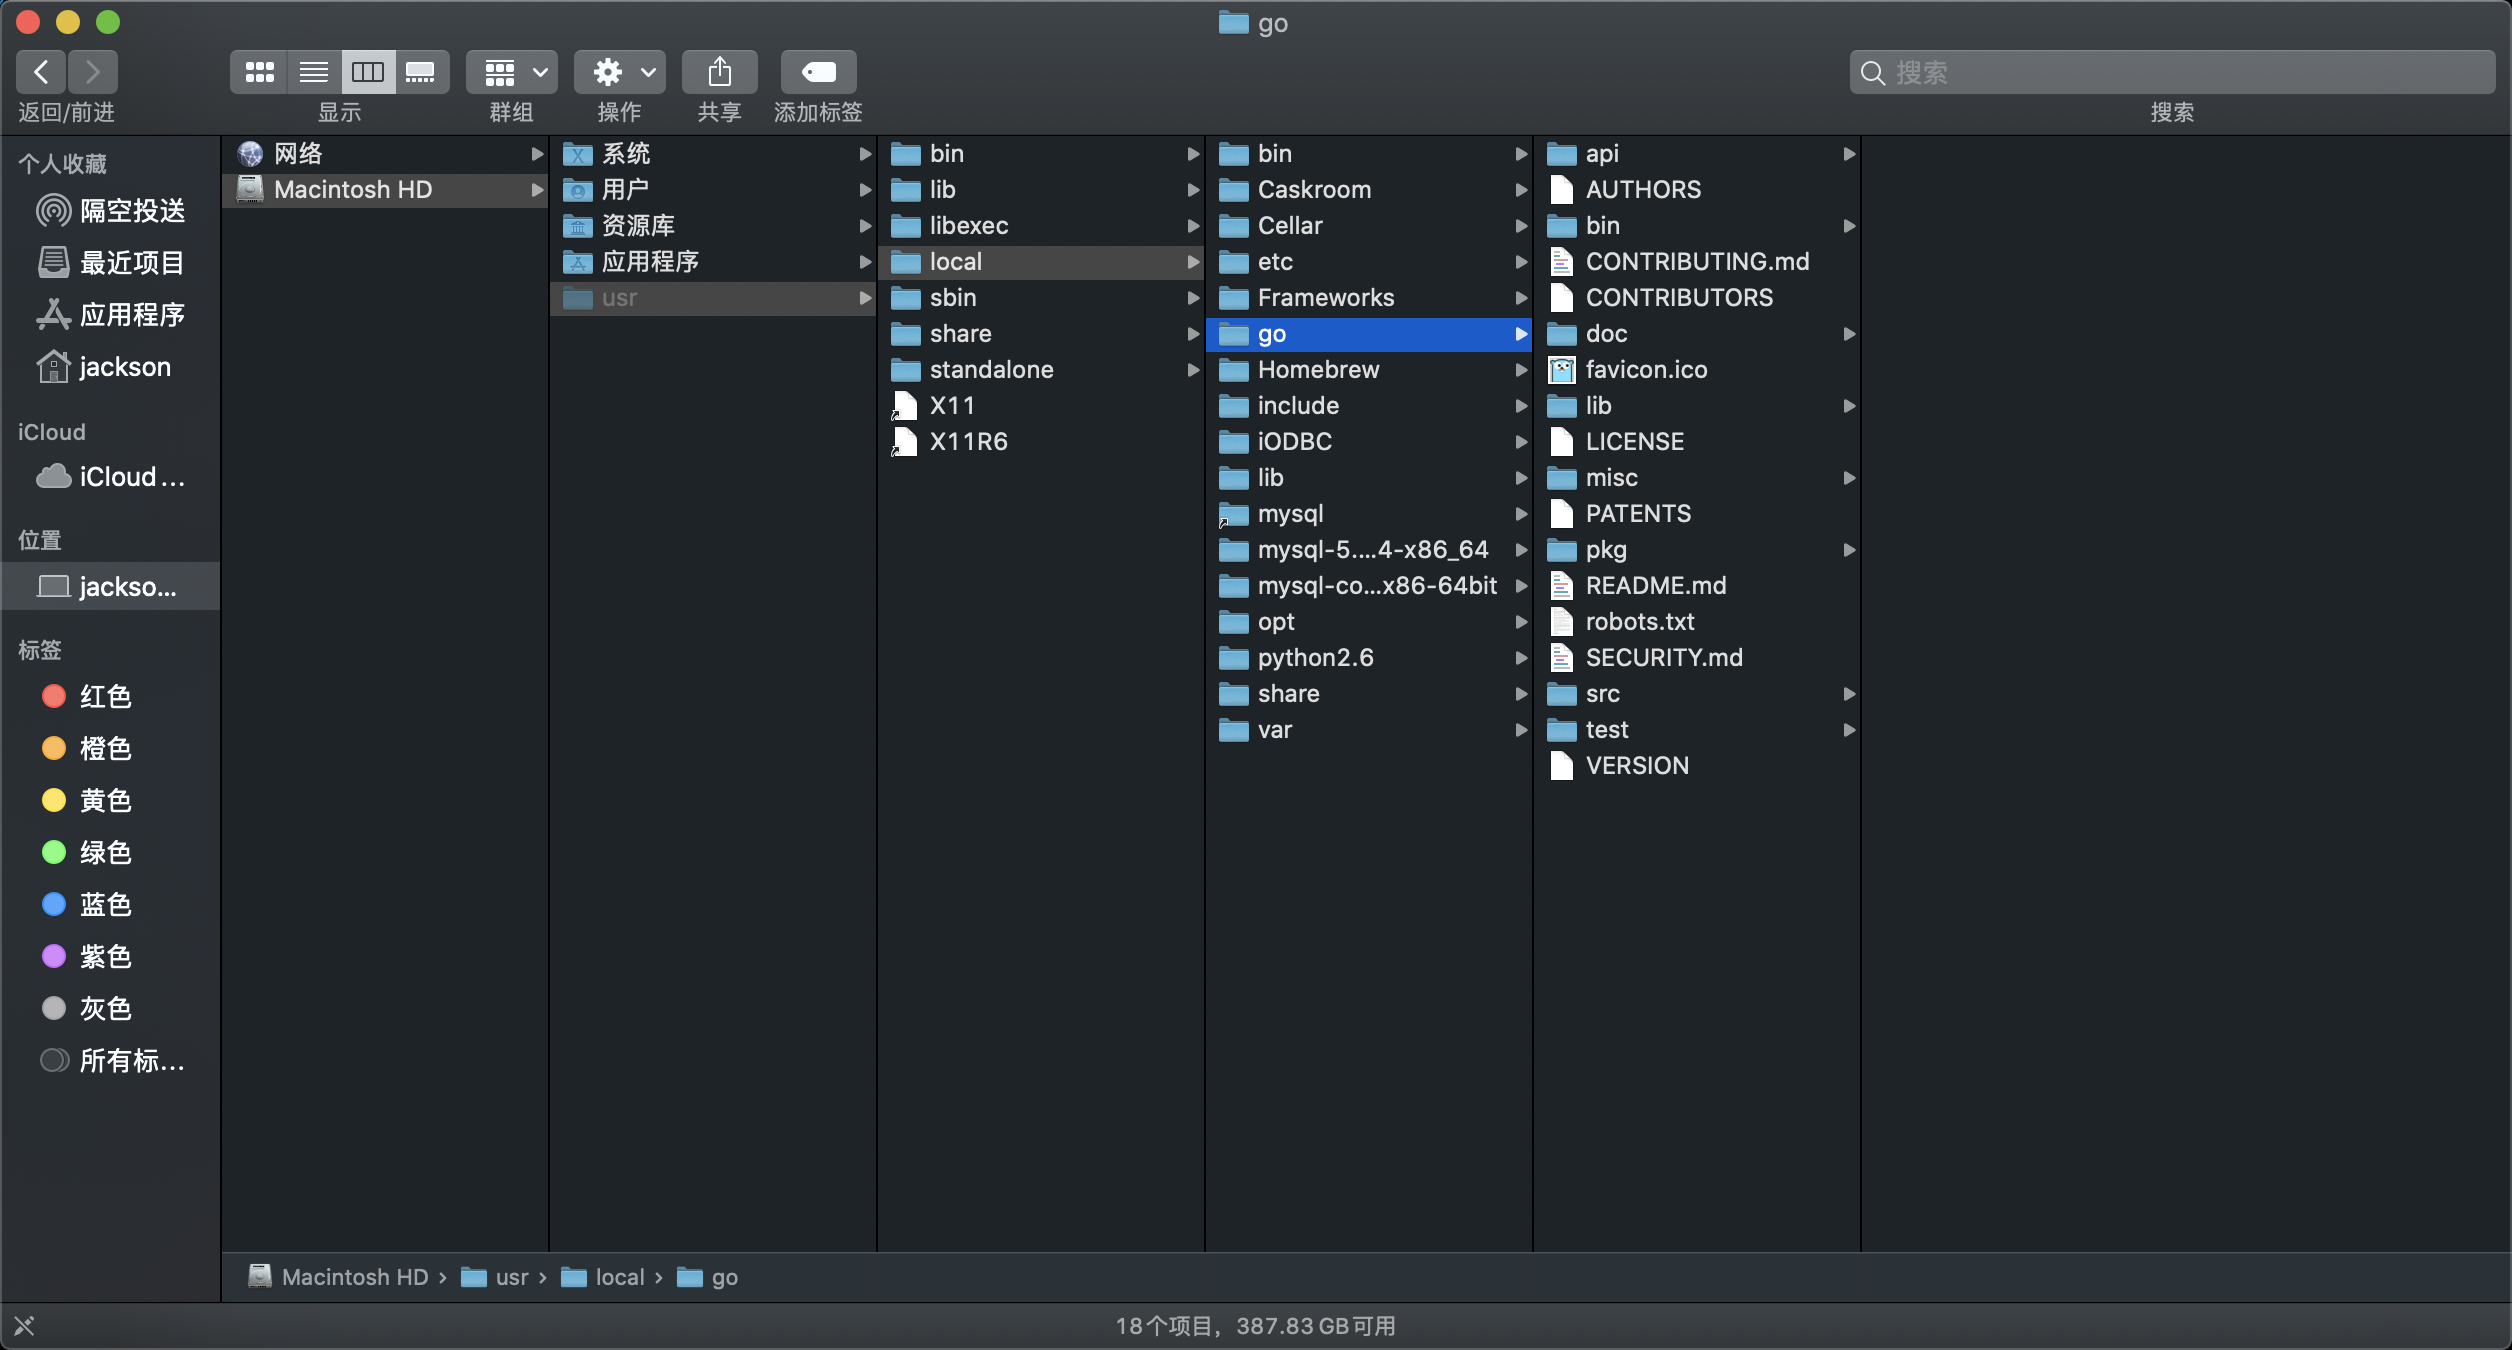 go
返回/前进
显示
群组
操作
共享
添加标签
搜索
搜索
个人收藏
隔空投送
最近项目
应用程序
jackson
iCloud
iCloud…
位置
jackso…
标签
红色
橙色
黄色
绿色
蓝色
紫色
灰色
所有标…
网络
Macintosh HD
系统
用户
资源库
应用程序
usr
bin
lib
libexec
local
sbin
share
standalone
X11
X11R6
bin
Caskroom
Cellar
etc
Frameworks
go
Homebrew
include
iODBC
lib
mysql
mysql-5....4-x86_64
mysql-co...x86-64bit
opt
python2.6
share
var
api
AUTHORS
bin
CONTRIBUTING.md
CONTRIBUTORS
doc
favicon.ico
lib
LICENSE
misc
PATENTS
pkg
README.md
robots.txt
SECURITY.md
src
test
VERSION
Macintosh HD › usr › local › go
18个项目，387.83 GB可用